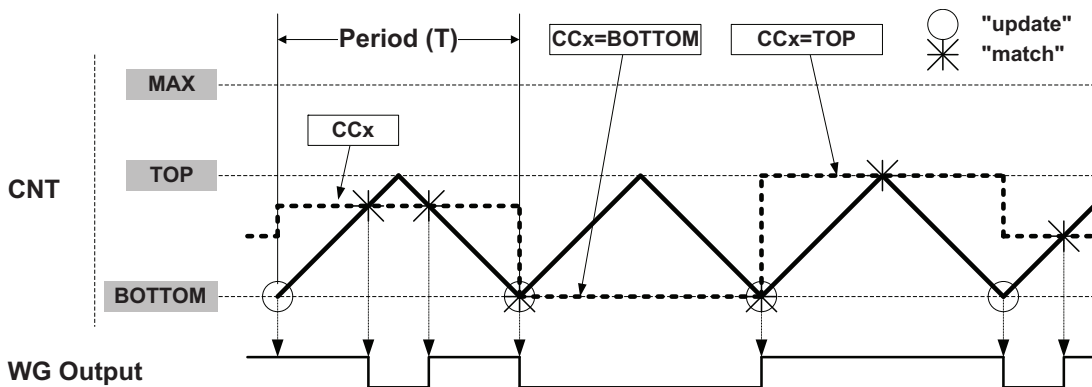 Period (T)
CCx=BOTTOM
CCx=TOP
"update"
"match"
MAX
CCx
TOP
CNT
BOTTOM
WG Output